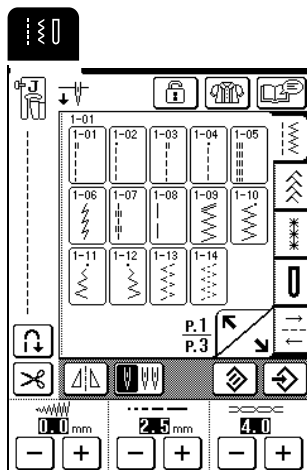 J
1-01
1-01 1-02 1-03 1-04 1-05
1-06 1-07 1-08 1-09 1-10
1-11 1-12 1-13 1-14
P.1
P.3
0.0 mm 2.5 mm 4.0
- + - + - +